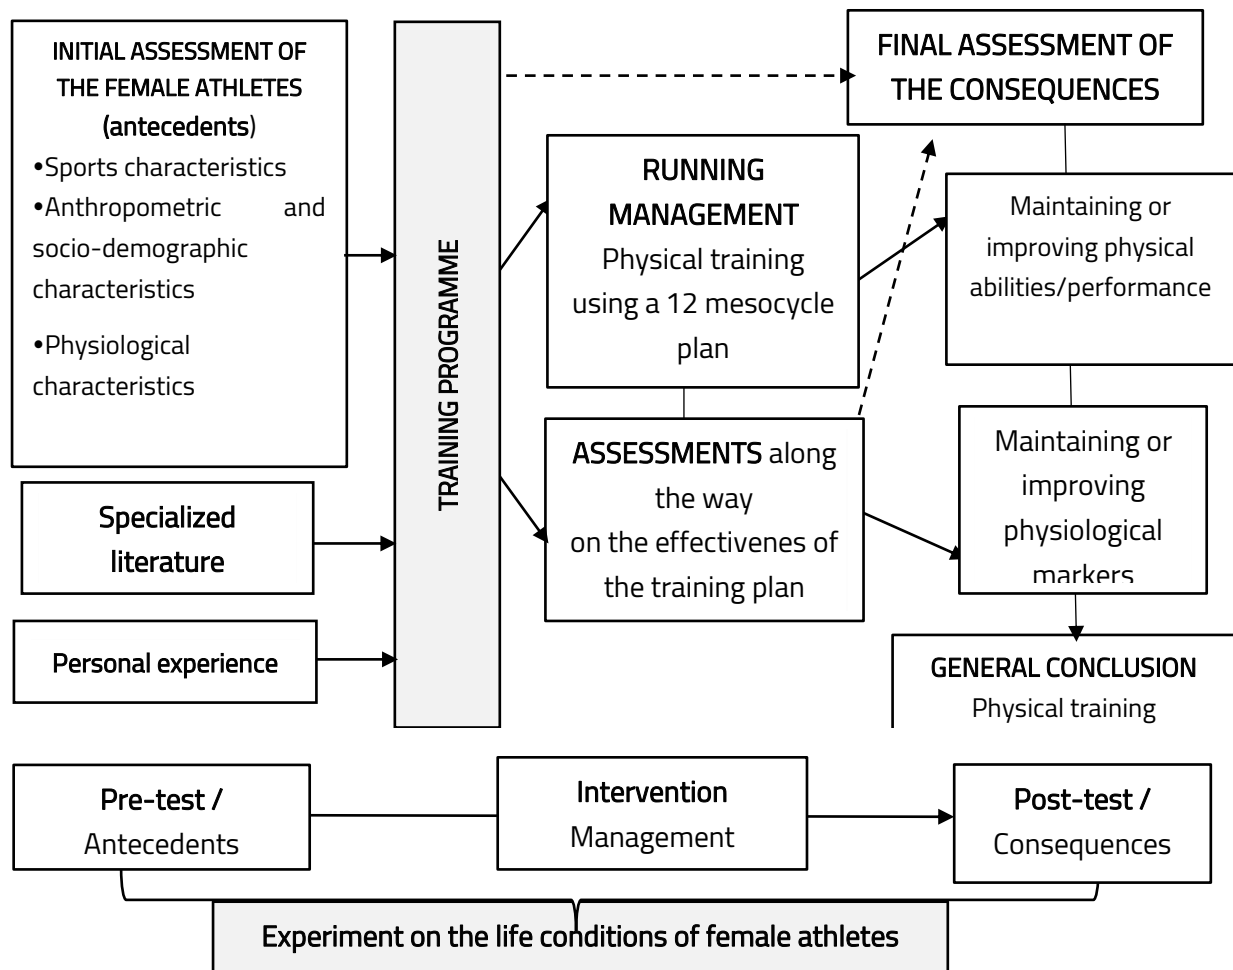 INITIAL ASSESSMENT OF
THE FEMALE ATHLETES
(antecedents)
•Sports characteristics
•Anthropometric and
socio-demographic
characteristics
•Physiological
characteristics
Specialized
literature
Personal experience
TRAINING PROGRAMME
RUNNING
MANAGEMENT
Physical training
using a 12 mesocycle
plan
ASSESSMENTS along
the way
on the effectivenes of
the training plan
FINAL ASSESSMENT OF
THE CONSEQUENCES
Maintaining or
improving physical
abilities/performance
Maintaining or
improving
physiological
markers
GENERAL CONCLUSION
Physical training
Pre-test /
Antecedents
Intervention
Management
Post-test /
Consequences
Experiment on the life conditions of female athletes